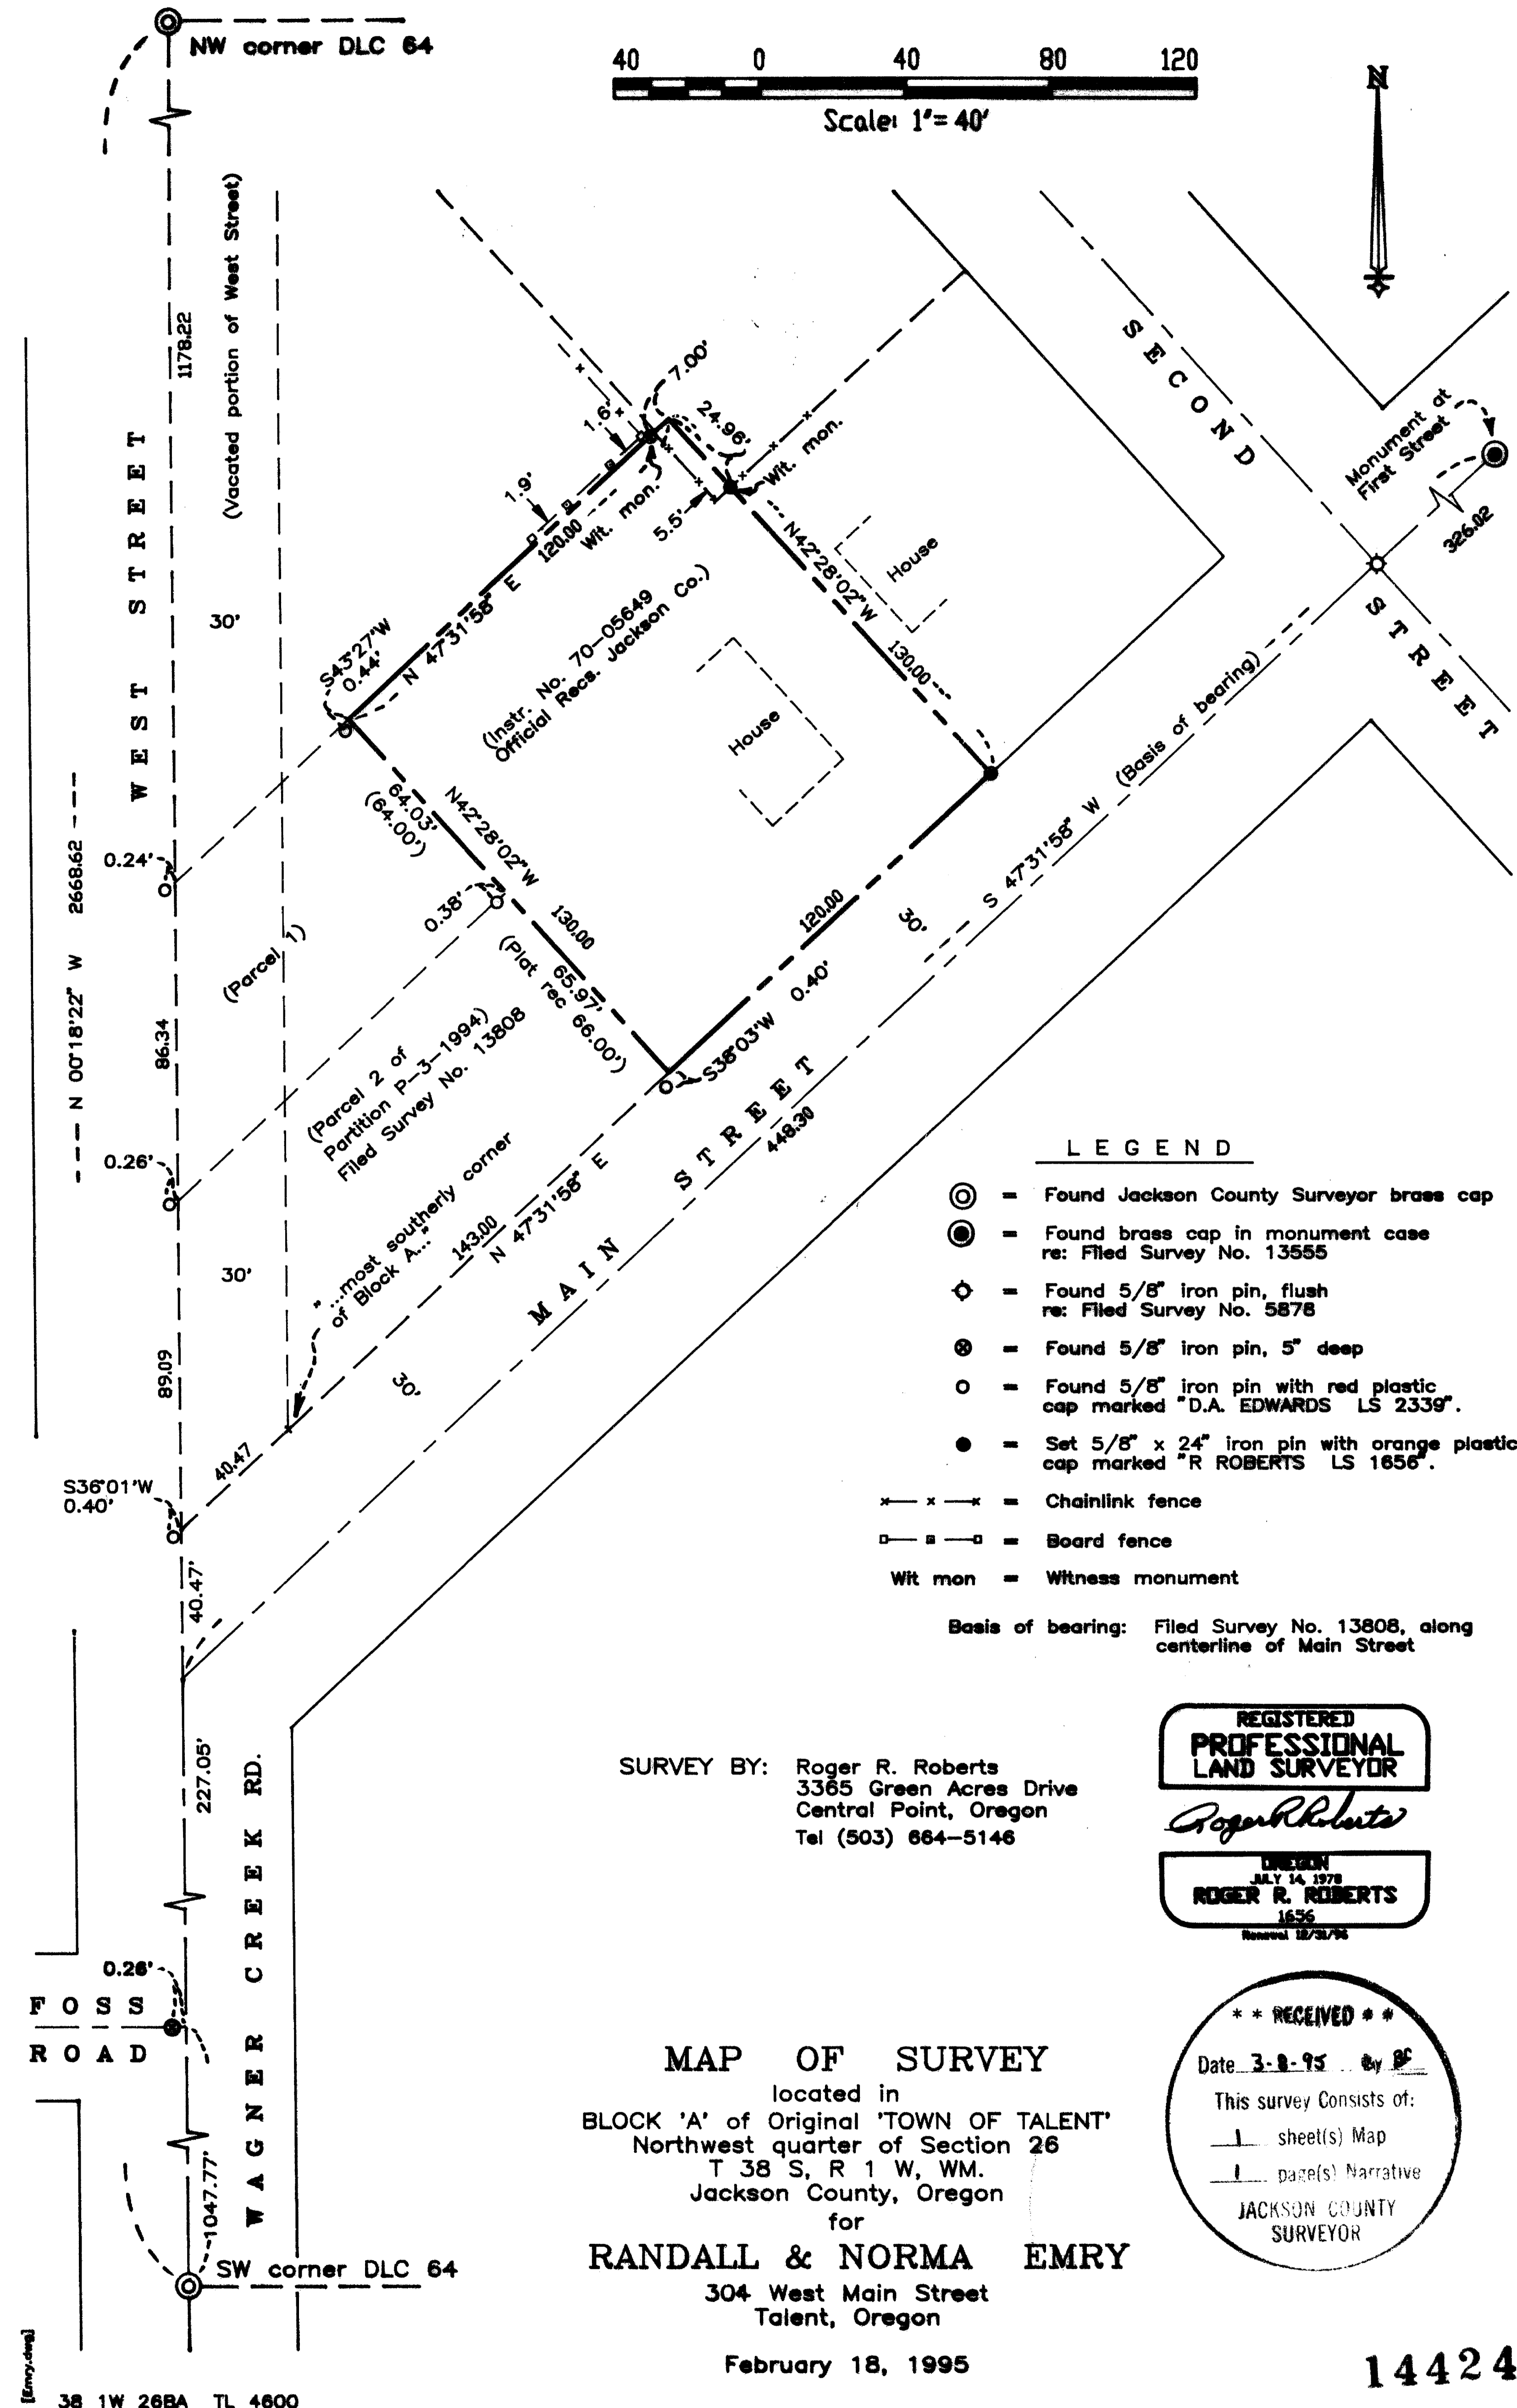 NW corner DLC 64
40 0 40 80 120
Scale: 1"= 40'
N
(Vacated portion of West Street)
1178.22
WEST STREET
30'
N 00°18'22" W 2668.62
7.00'
24.96'
1.6'
1.9'
Wit. mon.
Wit. mon.
5.5'
120.00
N 47°31'58" E
S43°27'W
0.44'
(Instr. No. 70-05649
Official Recs. Jackson Co.)
N42°28'02"W
130.00
House
House
SECOND STREET
Monument at
First Street
326.02
S 47°31'58" W (Basis of bearing)
64.03'
(64.00')
N42°28'02"W
130.00
0.38'
65.97'
(Plat rec 66.00')
120.00
30'
S38°03'W 0.40'
0.24'
(Parcel 1)
86.34
(Parcel 2 of
Partition P-3-1994)
Filed Survey No. 13808
0.26'
30'
"...most southerly corner
of Block A..."
143.00
N 47°31'58" E
MAIN STREET
448.30
30'
89.09
40.47
S36°01'W
0.40'
40.47'
227.05'
WAGNER CREEK RD.
0.26'
FOSS
ROAD
1047.77'
SW corner DLC 64
LEGEND
= Found Jackson County Surveyor brass cap
= Found brass cap in monument case
re: Filed Survey No. 13555
= Found 5/8" iron pin, flush
re: Filed Survey No. 5878
= Found 5/8" iron pin, 5" deep
= Found 5/8" iron pin with red plastic
cap marked "D.A. EDWARDS LS 2339".
= Set 5/8" x 24" iron pin with orange plastic
cap marked "R ROBERTS LS 1656".
= Chainlink fence
= Board fence
Wit mon = Witness monument
Basis of bearing: Filed Survey No. 13808, along
centerline of Main Street
SURVEY BY: Roger R. Roberts
3365 Green Acres Drive
Central Point, Oregon
Tel (503) 664-5146
REGISTERED
PROFESSIONAL
LAND SURVEYOR
Roger R Roberts
OREGON
JULY 14, 1978
ROGER R. ROBERTS
1656
Renewal 12/31/96
* * RECEIVED * *
Date 3-8-95 By
This survey Consists of:
1 sheet(s) Map
1 page(s) Narrative
JACKSON COUNTY
SURVEYOR
MAP OF SURVEY
located in
BLOCK 'A' of Original 'TOWN OF TALENT'
Northwest quarter of Section 26
T 38 S, R 1 W, WM.
Jackson County, Oregon
for
RANDALL & NORMA EMRY
304 West Main Street
Talent, Oregon
February 18, 1995
14424
[Emry.dwg]
38 1W 26BA TL 4600